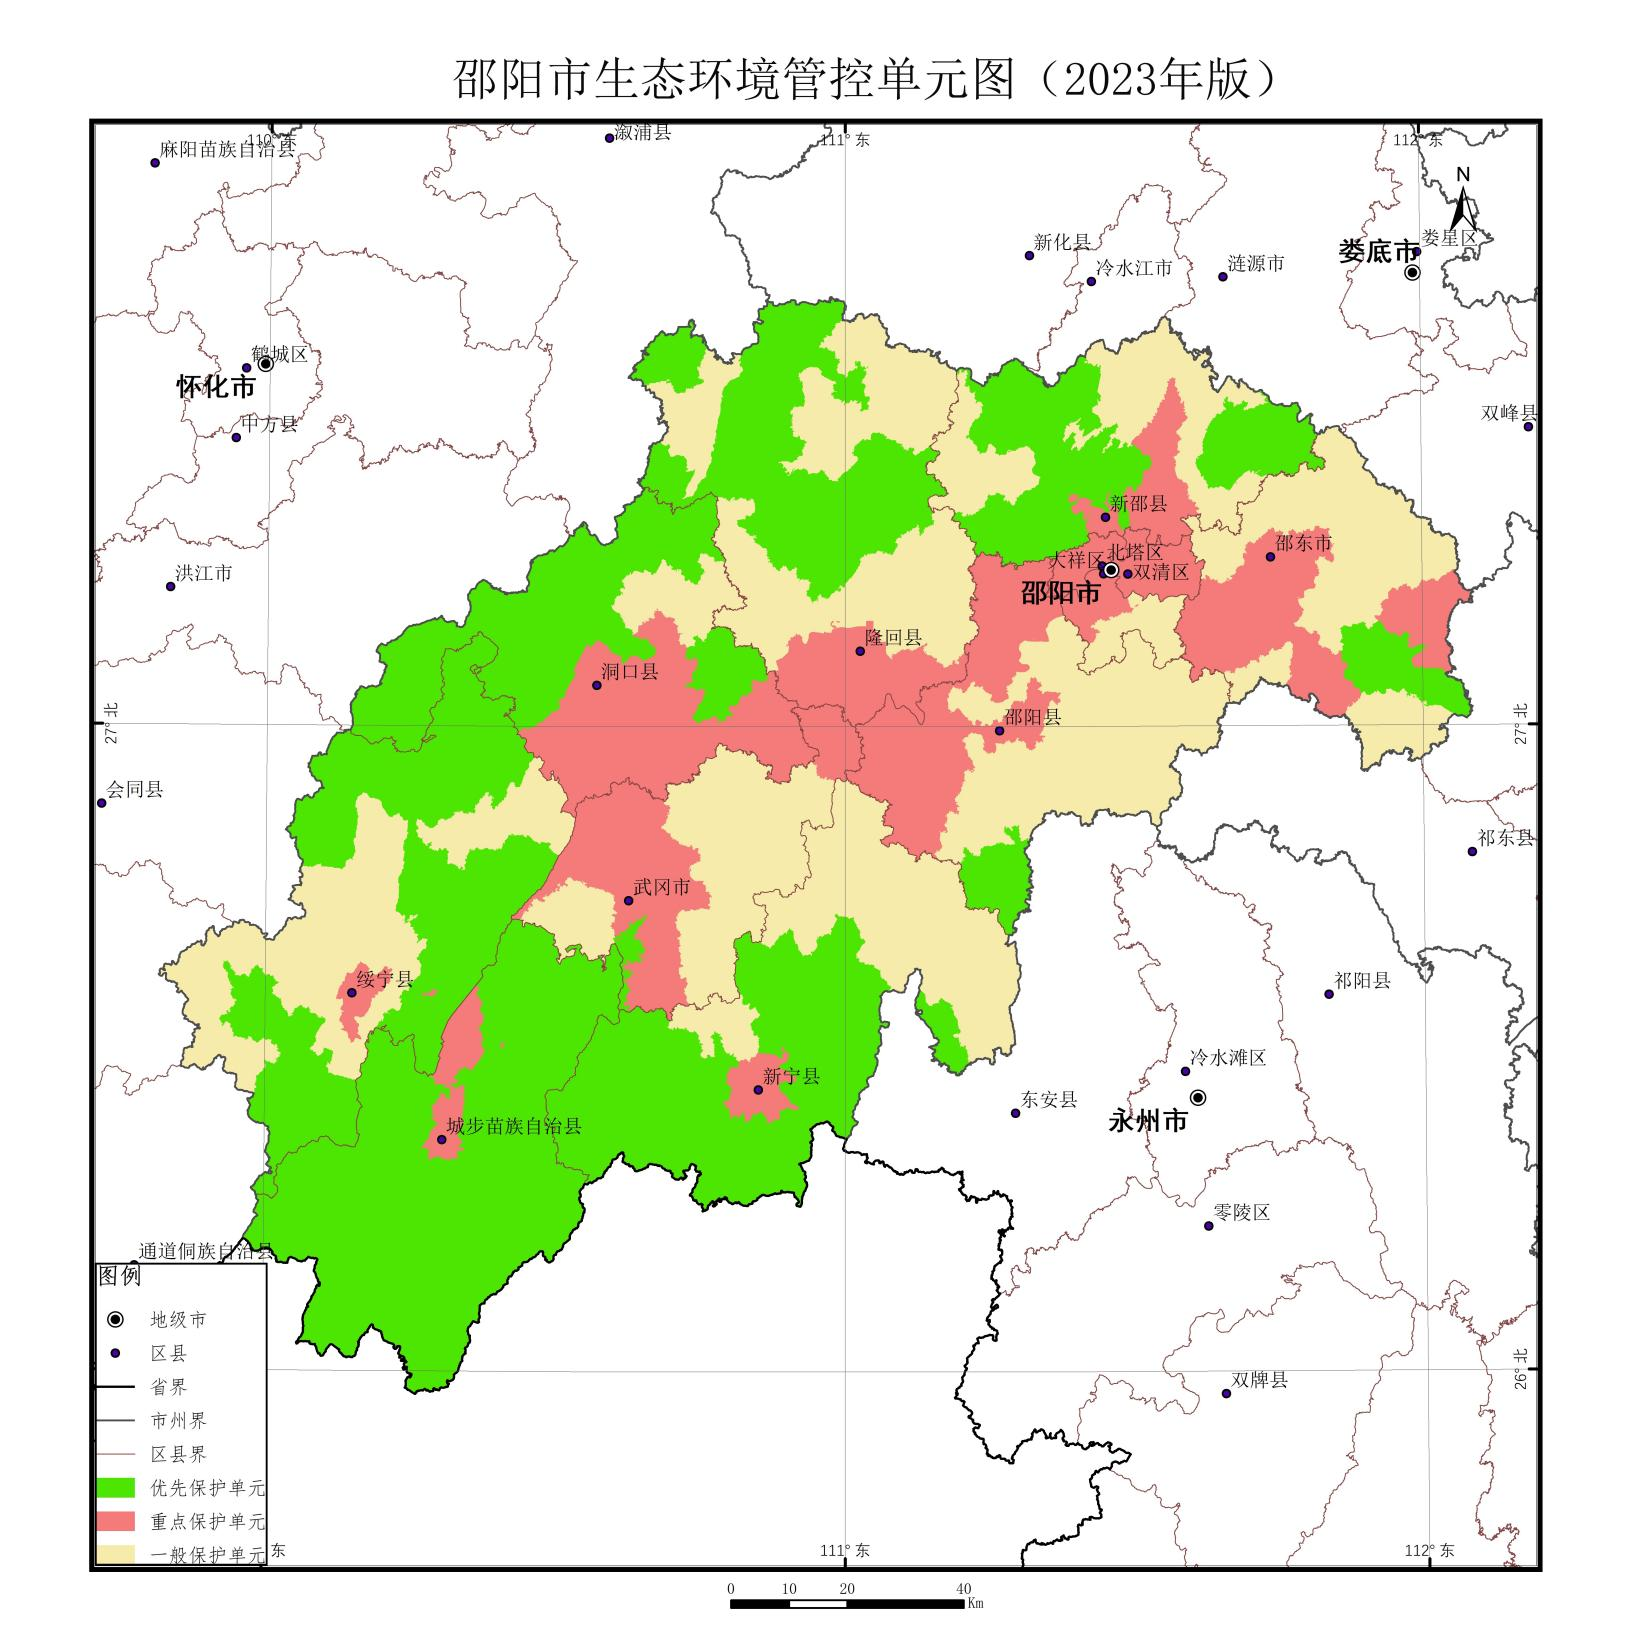 邵阳市生态环境管控单元图（2023年版）
110° 东
111° 东
112° 东
麻阳苗族自治县
溆浦县
N
新化县
冷水江市
涟源市
娄底市
娄星区
鹤城区
怀化市
中方县
双峰县
新邵县
大祥区
北塔区
双清区
邵阳市
邵东市
洪江市
隆回县
洞口县
邵阳县
27° 北
27° 北
会同县
祁东县
武冈市
绥宁县
祁阳县
冷水滩区
新宁县
东安县
永州市
城步苗族自治县
零陵区
通道侗族自治县
双牌县
26° 北
图例
地级市
区县
省界
市州界
区县界
优先保护单元
重点保护单元
一般保护单元
东
111° 东
112° 东
0 10 20 40
Km